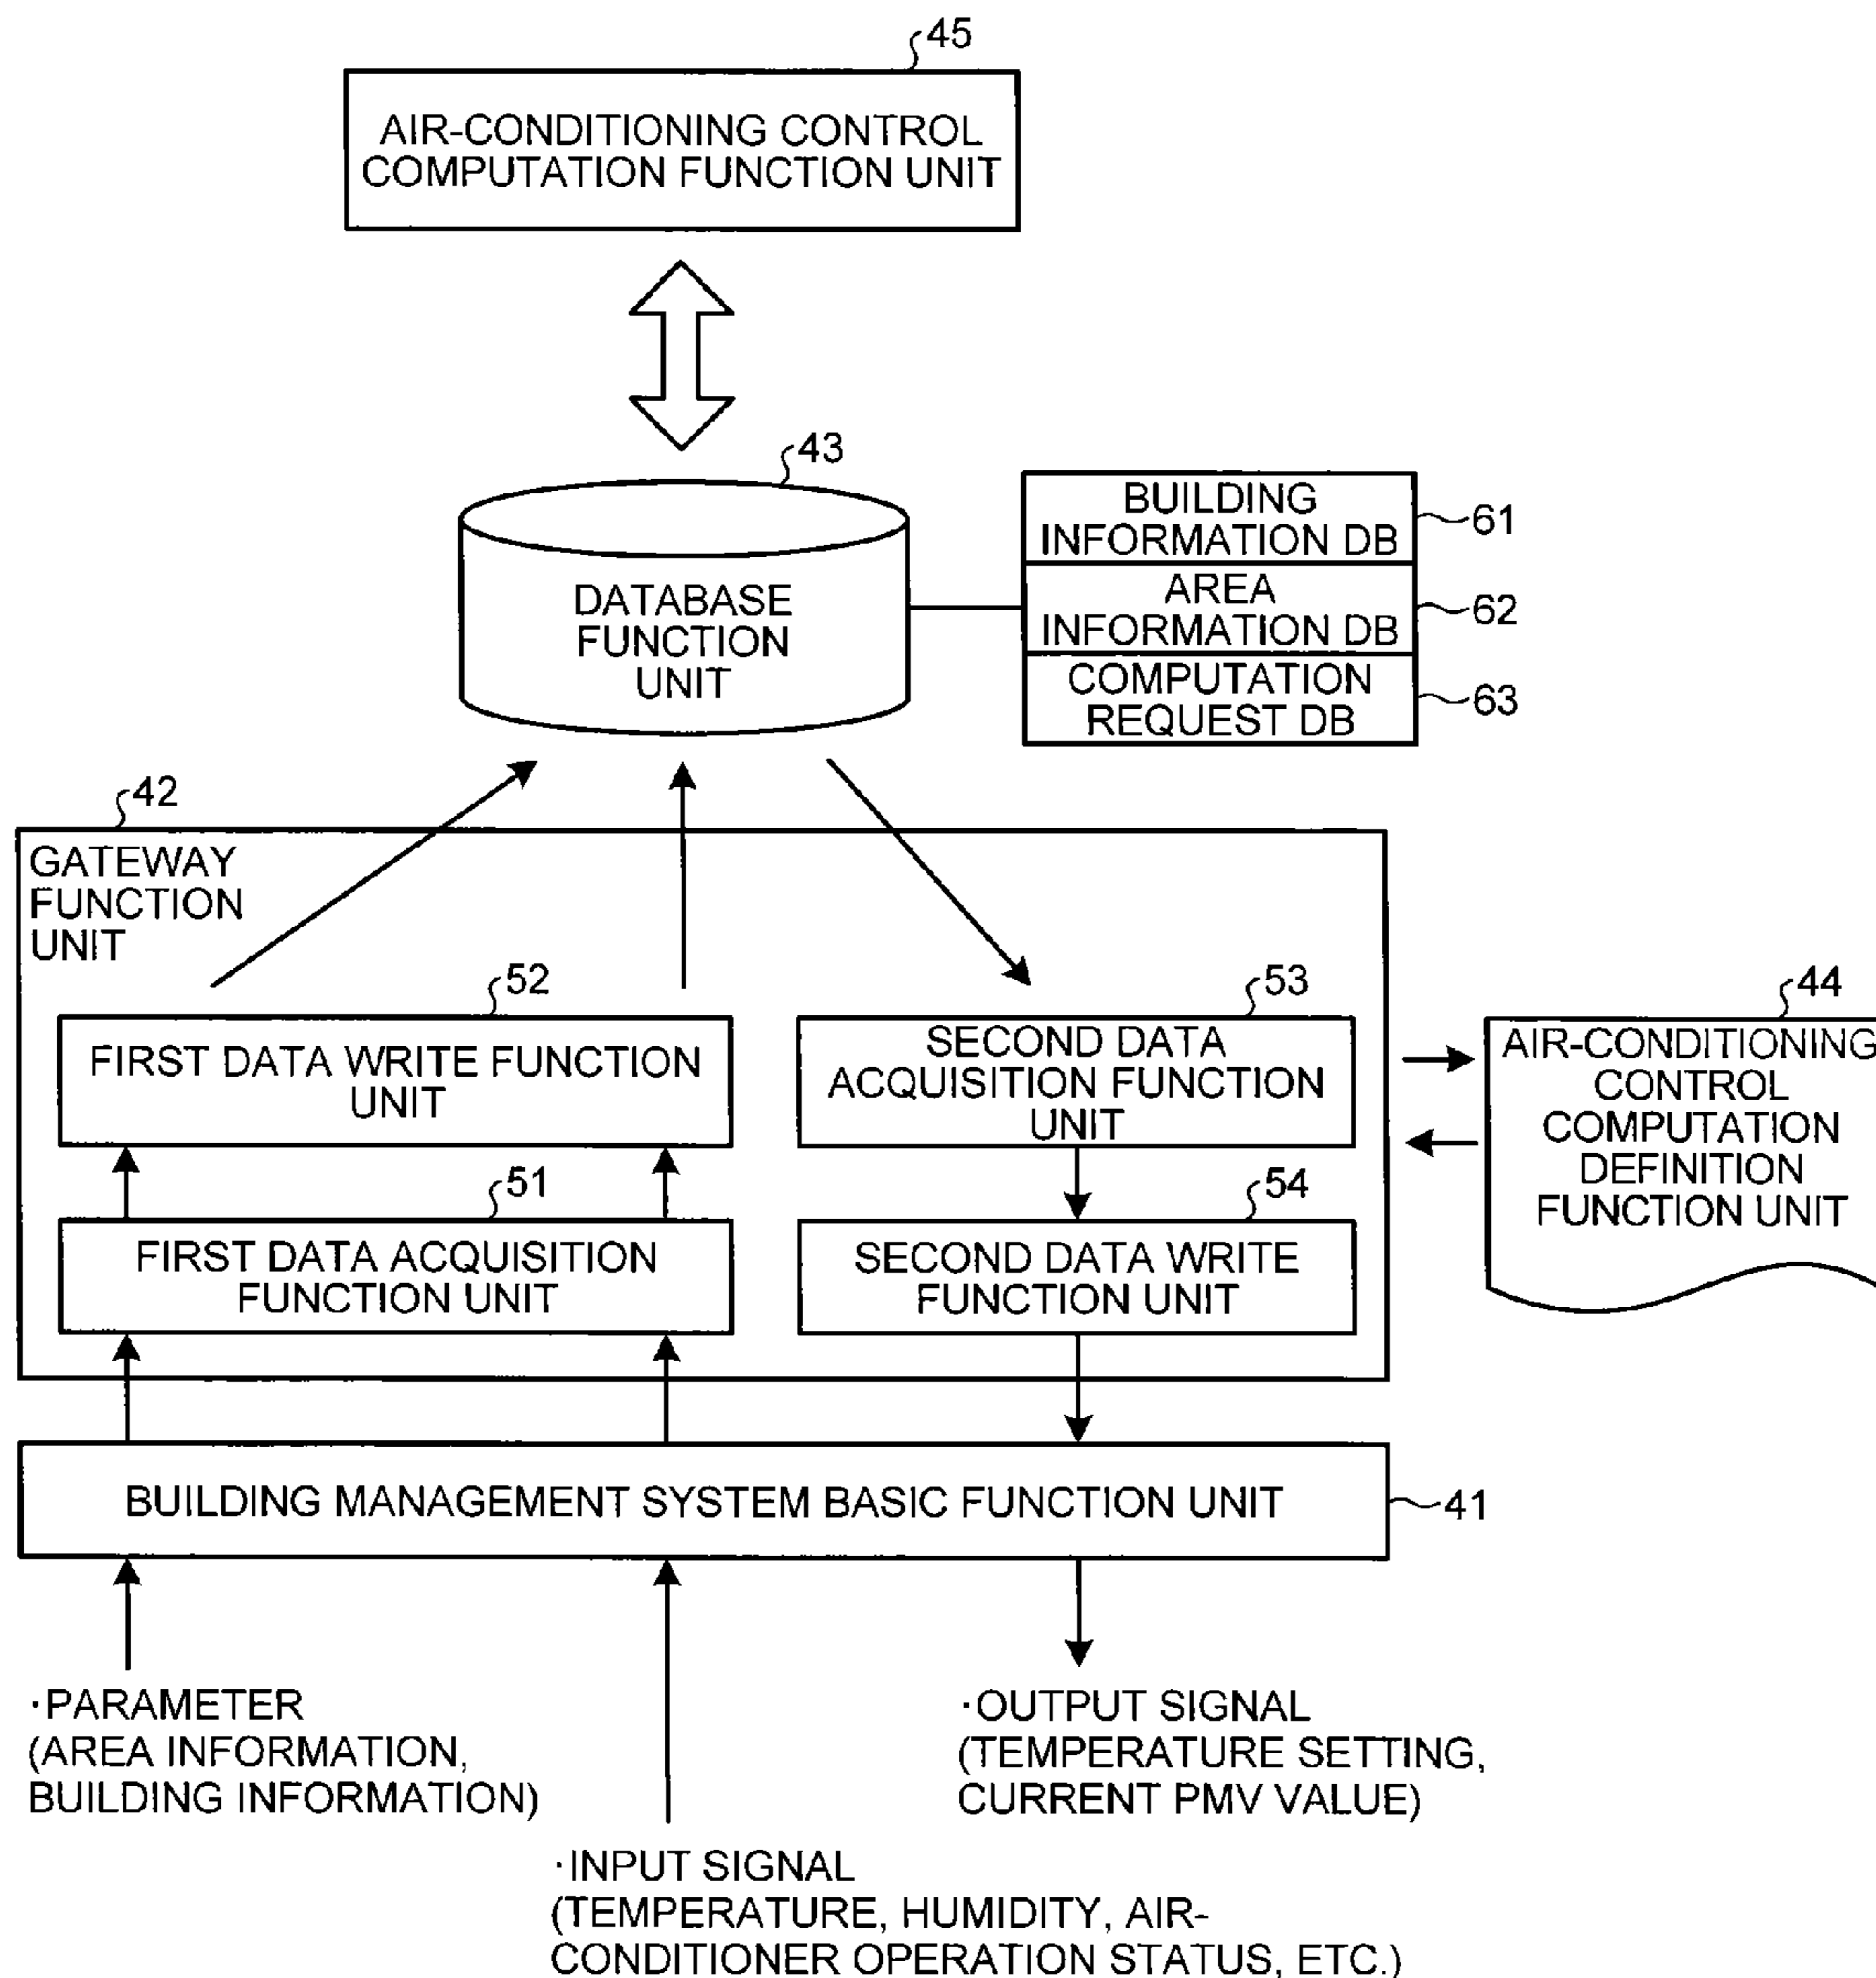 45
AIR-CONDITIONING CONTROL
COMPUTATION FUNCTION UNIT
43
DATABASE
FUNCTION
UNIT
BUILDING
INFORMATION DB
61
AREA
INFORMATION DB
62
COMPUTATION
REQUEST DB
63
42
GATEWAY
FUNCTION
UNIT
52
FIRST DATA WRITE FUNCTION
UNIT
53
SECOND DATA
ACQUISITION FUNCTION
UNIT
44
AIR-CONDITIONING
CONTROL
COMPUTATION
DEFINITION
FUNCTION UNIT
51
FIRST DATA ACQUISITION
FUNCTION UNIT
54
SECOND DATA WRITE
FUNCTION UNIT
BUILDING MANAGEMENT SYSTEM BASIC FUNCTION UNIT
41
·PARAMETER
(AREA INFORMATION,
BUILDING INFORMATION)
·OUTPUT SIGNAL
(TEMPERATURE SETTING,
CURRENT PMV VALUE)
·INPUT SIGNAL
(TEMPERATURE, HUMIDITY, AIR-
CONDITIONER OPERATION STATUS, ETC.)